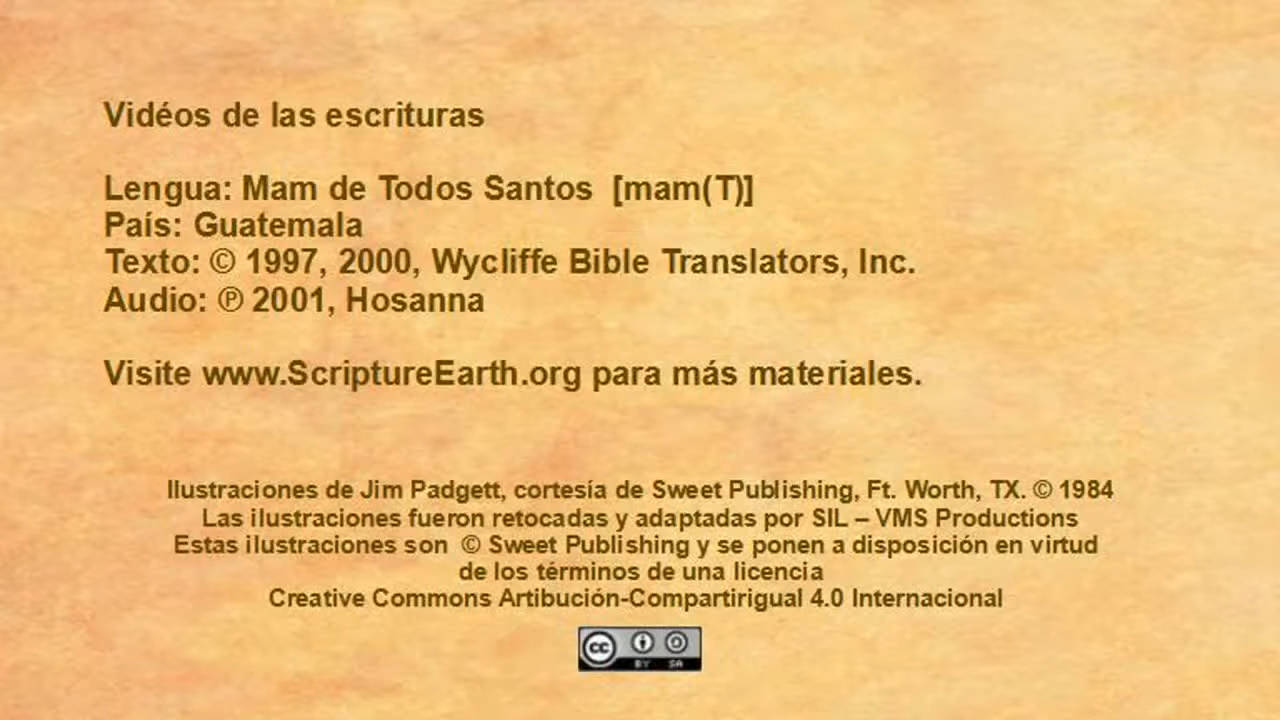 Vidéos de las escrituras
Lengua: Mam de Todos Santos [mam(T)]
País: Guatemala
Texto: © 1997, 2000, Wycliffe Bible Translators, Inc.
Audio: ℗ 2001, Hosanna
Visite www.ScriptureEarth.org para más materiales.
Ilustraciones de Jim Padgett, cortesía de Sweet Publishing, Ft. Worth, TX. © 1984
Las ilustraciones fueron retocadas y adaptadas por SIL – VMS Productions
Estas ilustraciones son © Sweet Publishing y se ponen a disposición en virtud
de los términos de una licencia
Creative Commons Artibución-Compartirigual 4.0 Internacional
cc BY SA